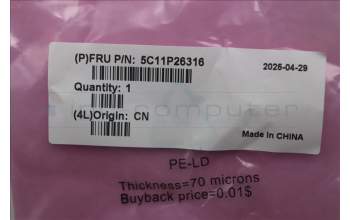 (P)FRU P/N: 5C11P26316
2025-04-29
Quantity: 1
(4L)Origin: CN
Made in CHINA
PE-LD
Thickness=70 microns
Buyback price=0.01$